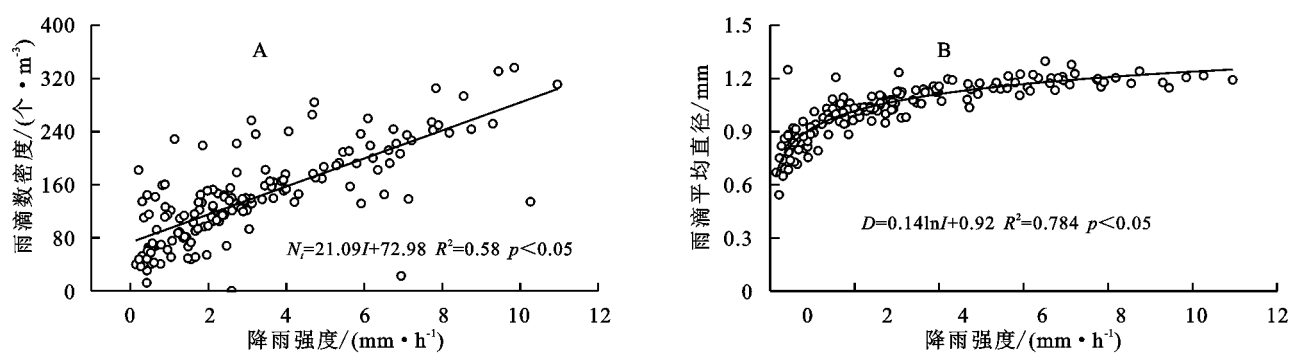 雨滴数密度/(个·m⁻³)
400
320
240
160
80
0
A
Nᵢ=21.09I+72.98 R²=0.58 p<0.05
0 2 4 6 8 10 12
降雨强度/(mm·h⁻¹)
雨滴平均直径/mm
1.5
1.2
0.9
0.6
0.3
0
B
D=0.14lnI+0.92 R²=0.784 p<0.05
0 2 4 6 8 10 12
降雨强度/(mm·h⁻¹)